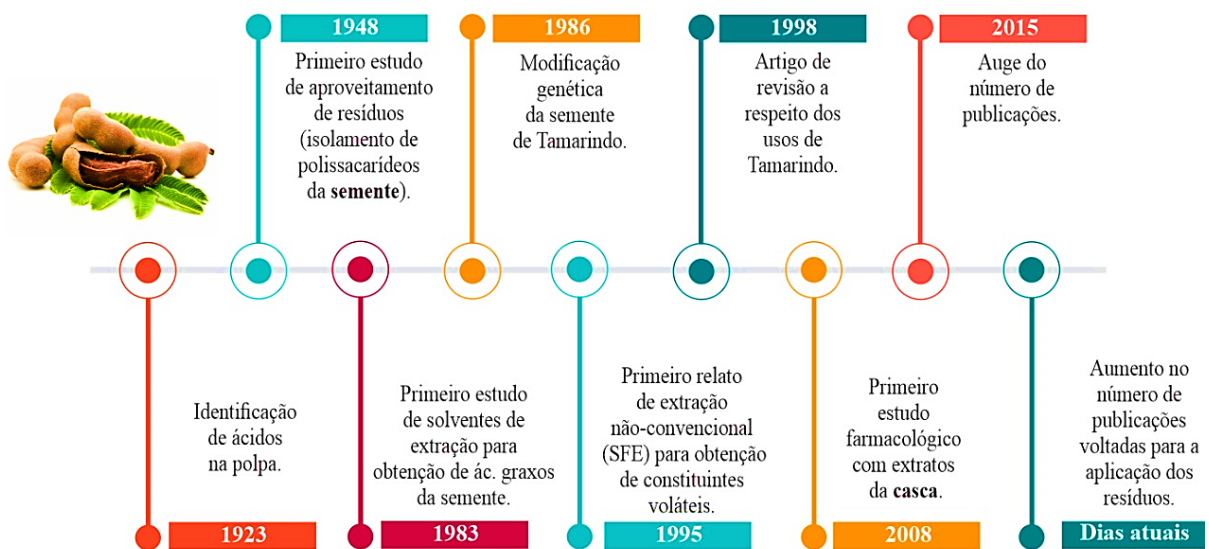 1948
Primeiro estudo
de aproveitamento
de resíduos
(isolamento de
polissacarídeos
da semente).
1986
Modificação
genética
da semente
de Tamarindo.
1998
Artigo de
revisão a
respeito dos
usos de
Tamarindo.
2015
Auge do
número de
publicações.
Identificação
de ácidos
na polpa.
1923
Primeiro estudo
de solventes de
extração para
obtenção de ác. graxos
da semente.
1983
Primeiro relato
de extração
não-convencional
(SFE) para obtenção
de constituintes
voláteis.
1995
Primeiro
estudo
farmacológico
com extratos
da casca.
2008
Aumento no
número de
publicações
voltadas para a
aplicação dos
resíduos.
Dias atuais